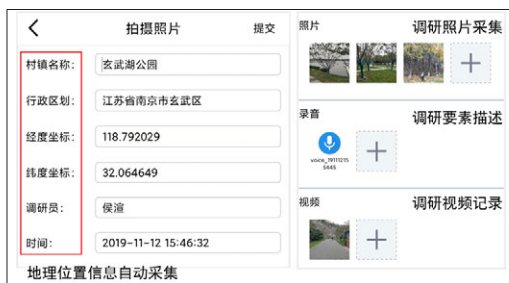 拍摄照片 提交
村镇名称: 玄武湖公园
行政区划: 江苏省南京市玄武区
经度坐标: 118.792029
纬度坐标: 32.064649
调研员: 侯渲
时间: 2019-11-12 15:46:32
地理位置信息自动采集
照片 调研照片采集
录音 调研要素描述
voice_19111215
5445
视频 调研视频记录